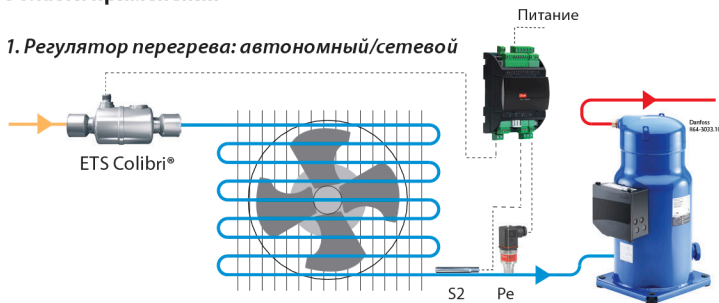 Питание
1. Регулятор перегрева: автономный/сетевой
Danfoss
ETS Colibri®
S2
Pe